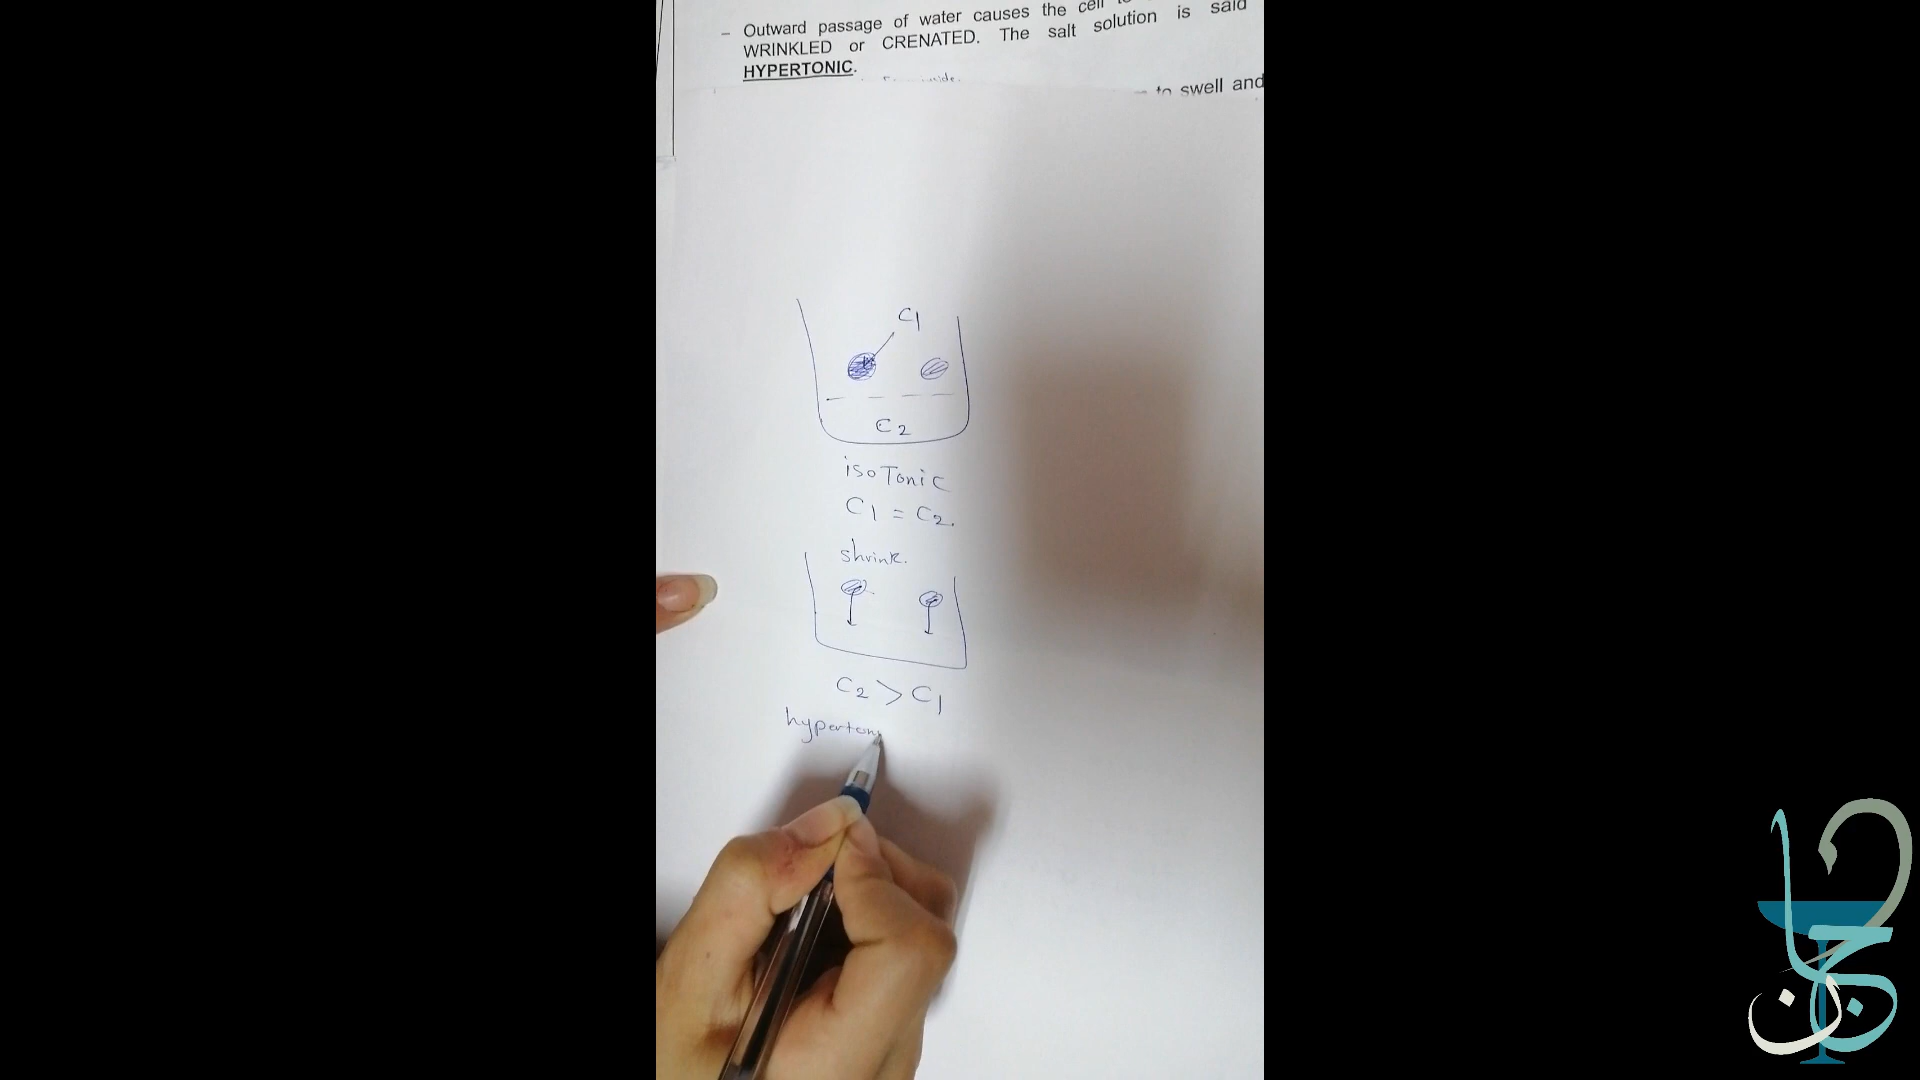 – Outward passage of water causes the cell to
WRINKLED or CRENATED. The salt solution is said
HYPERTONIC.
to swell and
C1
C2
isoTonic
C1 = C2.
shrink.
C2 > C1
hyperton